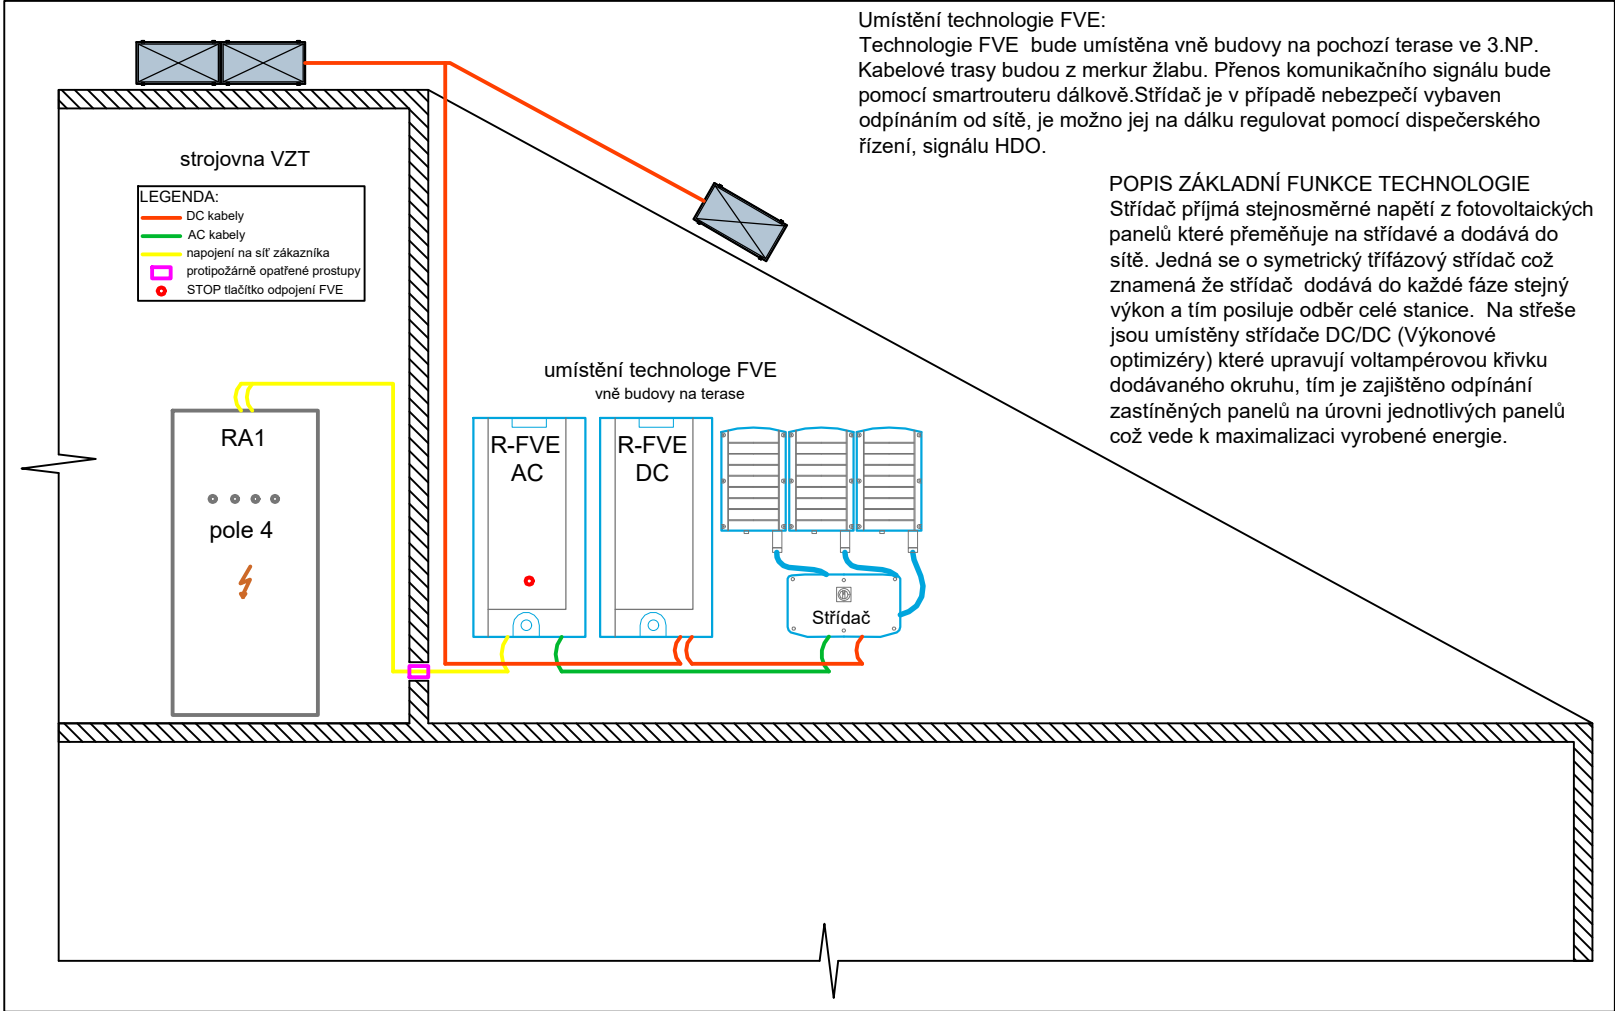 Umístění technologie FVE:
Technologie FVE bude umístěna vně budovy na pochozí terase ve 3.NP.
Kabelové trasy budou z merkur žlabu. Přenos komunikačního signálu bude
pomocí smartrouteru dálkově.Střídač je v případě nebezpečí vybaven
odpínáním od sítě, je možno jej na dálku regulovat pomocí dispečerského
řízení, signálu HDO.
POPIS ZÁKLADNÍ FUNKCE TECHNOLOGIE
Střídač příjmá stejnosměrné napětí z fotovoltaických
panelů které přeměňuje na střídavé a dodává do
sítě. Jedná se o symetrický třífázový střídač což
znamená že střídač dodává do každé fáze stejný
výkon a tím posiluje odběr celé stanice. Na střeše
jsou umístěny střídače DC/DC (Výkonové
optimizéry) které upravují voltampérovou křivku
dodávaného okruhu, tím je zajištěno odpínání
zastíněných panelů na úrovni jednotlivých panelů
což vede k maximalizaci vyrobené energie.
strojovna VZT
LEGENDA:
DC kabely
AC kabely
napojení na síť zákazníka
protipožárně opatřené prostupy
STOP tlačítko odpojení FVE
umístění technologe FVE
vně budovy na terase
RA1
pole 4
R-FVE
AC
R-FVE
DC
Střídač